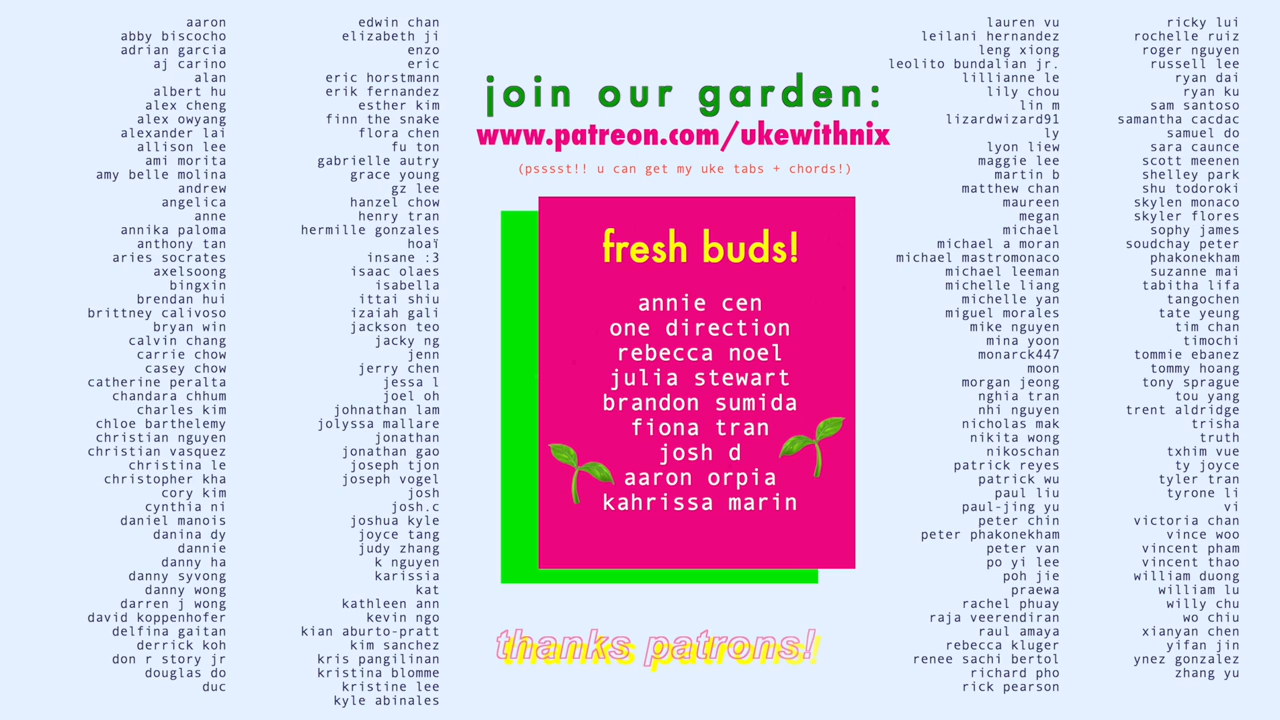 aaron
abby biscocho
adrian garcia
aj carino
alan
albert hu
alex cheng
alex owyang
alexander lai
allison lee
ami morita
amy belle molina
andrew
angelica
anne
annika paloma
anthony tan
aries socrates
axelsoong
bingxin
brendan hui
brittney calivoso
bryan win
calvin chang
carrie chow
casey chow
catherine peralta
chandara chhum
charles kim
chloe barthelemy
christian nguyen
christian vasquez
christina le
christopher kha
cory kim
cynthia ni
daniel manois
danina dy
dannie
danny ha
danny syvong
danny wong
darren j wong
david koppenhofer
delfina gaitan
derrick koh
don r story jr
douglas do
duc
edwin chan
elizabeth ji
enzo
eric
eric horstmann
erik fernandez
esther kim
finn the snake
flora chen
fu ton
gabrielle autry
grace young
gz lee
hanzel chow
henry tran
hermille gonzales
hoaï
insane :3
isaac olaes
isabella
ittai shiu
izaiah gali
jackson teo
jacky ng
jenn
jerry chen
jessa l
joel oh
johnathan lam
jolyssa mallare
jonathan
jonathan gao
joseph tjon
joseph vogel
josh
josh.c
joshua kyle
joyce tang
judy zhang
k nguyen
karissia
kat
kathleen ann
kevin ngo
kian aburto-pratt
kim sanchez
kris pangilinan
kristina blomme
kristine lee
kyle abinales
join our garden:
www.patreon.com/ukewithnix
(psssst!! u can get my uke tabs + chords!)
fresh buds!
annie cen
one direction
rebecca noel
julia stewart
brandon sumida
fiona tran
josh d
aaron orpia
kahrissa marin
thanks patrons!
lauren vu
leilani hernandez
leng xiong
leolito bundalian jr.
lillianne le
lily chou
lin m
lizardwizard91
ly
lyon liew
maggie lee
martin b
matthew chan
maureen
megan
michael
michael a moran
michael mastromonaco
michael leeman
michelle liang
michelle yan
miguel morales
mike nguyen
mina yoon
monarck447
moon
morgan jeong
nghia tran
nhi nguyen
nicholas mak
nikita wong
nikoschan
patrick reyes
patrick wu
paul liu
paul-jing yu
peter chin
peter phakonekham
peter van
po yi lee
poh jie
praewa
rachel phuay
raja veerendiran
raul amaya
rebecca kluger
renee sachi bertol
richard pho
rick pearson
ricky lui
rochelle ruiz
roger nguyen
russell lee
ryan dai
ryan ku
sam santoso
samantha cacdac
samuel do
sara caunce
scott meenen
shelley park
shu todoroki
skylen monaco
skyler flores
sophy james
soudchay peter
phakonekham
suzanne mai
tabitha lifa
tangochen
tate yeung
tim chan
timochi
tommie ebanez
tommy hoang
tony sprague
tou yang
trent aldridge
trisha
truth
txhim vue
ty joyce
tyler tran
tyrone li
vi
victoria chan
vince woo
vincent pham
vincent thao
william duong
william lu
willy chu
wo chiu
xianyan chen
yifan jin
ynez gonzalez
zhang yu